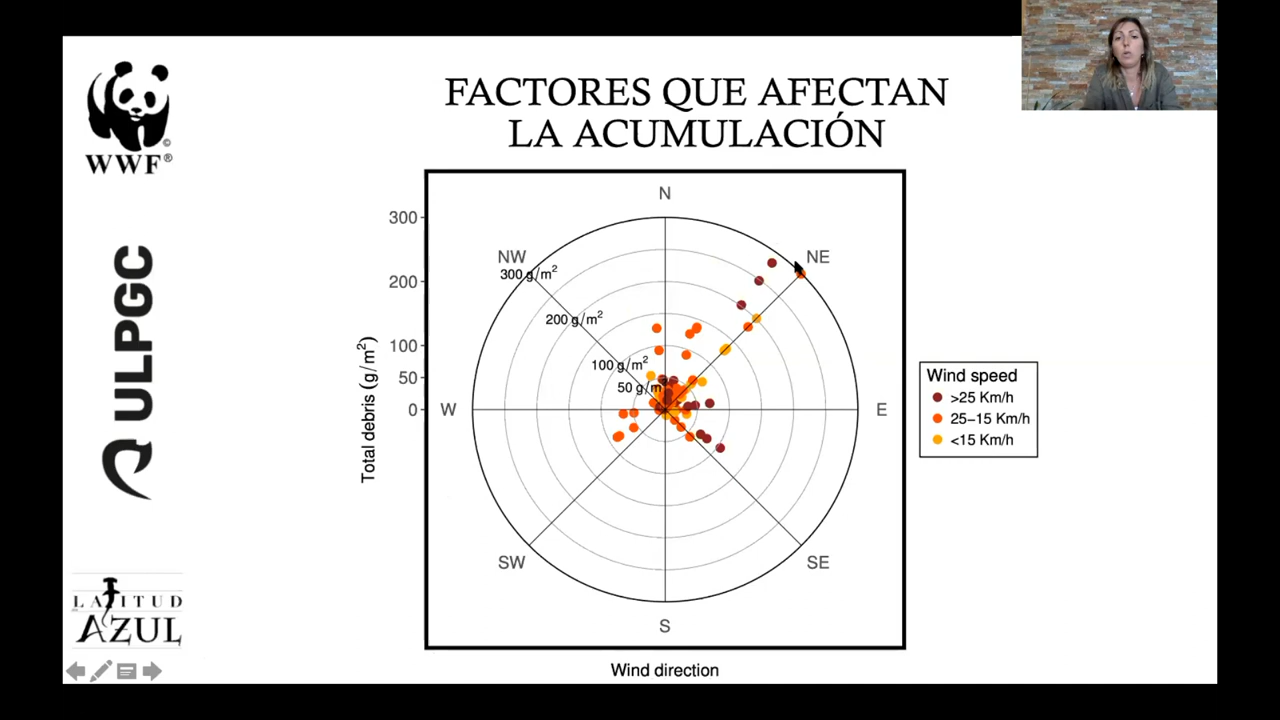 FACTORES QUE AFECTAN
LA ACUMULACIÓN
WWF®
©
ULPGC
LATITUD
AZUL
N
NE
E
SE
S
SW
W
NW
300 g/m²
200 g/m²
100 g/m²
50 g/m
300
200
100
50
0
Total debris (g/m²)
Wind direction
Wind speed
>25 Km/h
25–15 Km/h
<15 Km/h